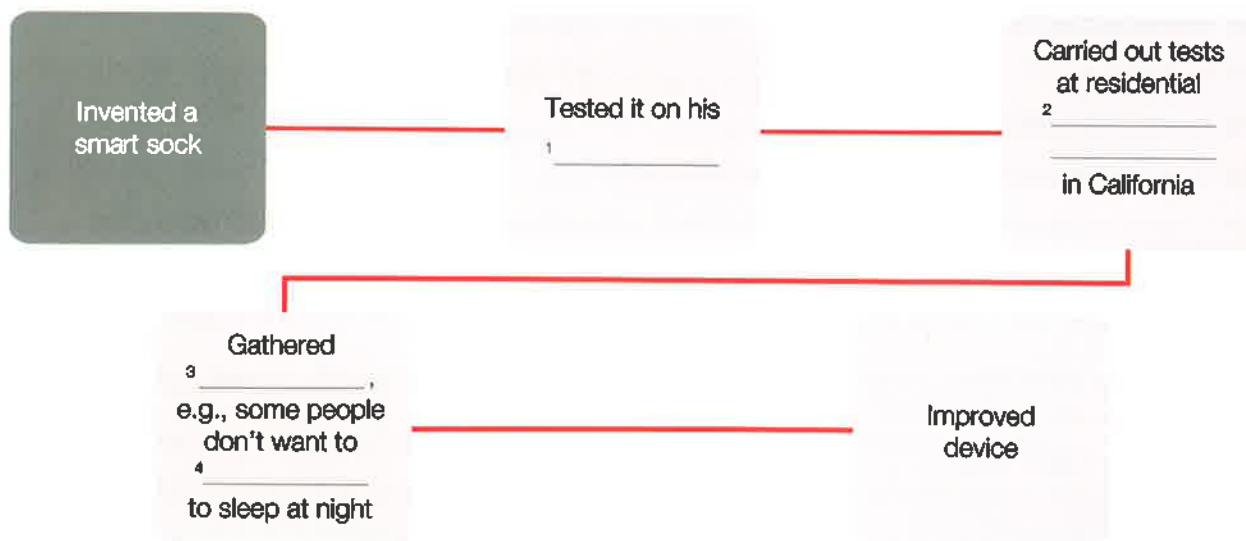 Invented a
smart sock
Tested it on his
1
Carried out tests
at residential
2
in California
Gathered
3 ,
e.g., some people
don't want to
4
to sleep at night
Improved
device